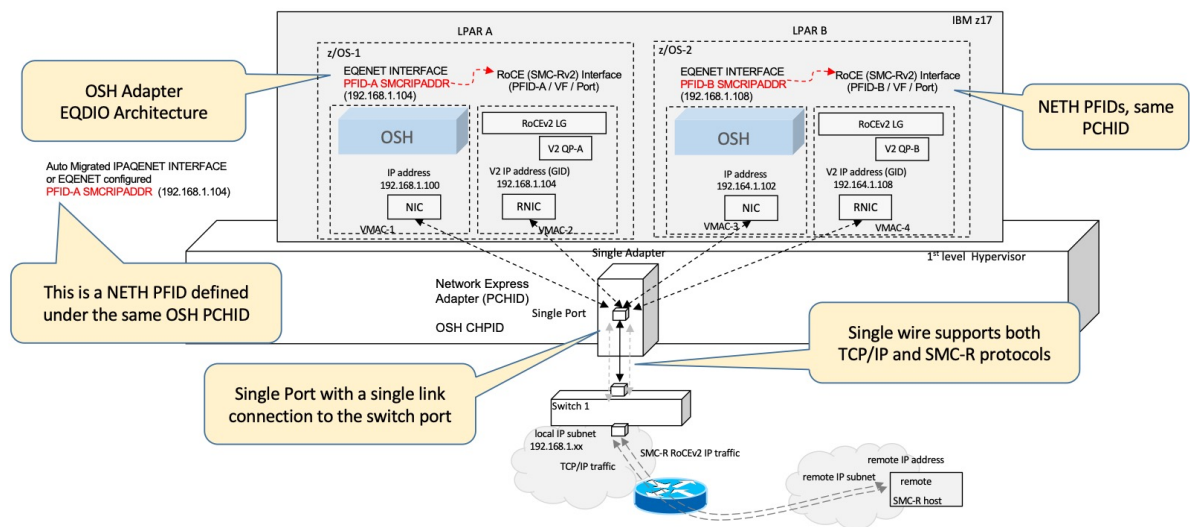 IBM z17
LPAR A
LPAR B
z/OS-1
z/OS-2
OSH Adapter
EQDIO Architecture
EQENET INTERFACE
PFID-A SMCRIPADDR
(192.168.1.104)
RoCE (SMC-Rv2) Interface
(PFID-A / VF / Port)
EQENET INTERFACE
PFID-B SMCRIPADDR
(192.168.1.108)
RoCE (SMC-Rv2) Interface
(PFID-B / VF / Port)
NETH PFIDs, same
PCHID
OSH
RoCEv2 LG
V2 QP-A
OSH
RoCEv2 LG
V2 QP-B
Auto Migrated IPAQENET INTERFACE
or EQENET configured
PFID-A SMCRIPADDR (192.168.1.104)
IP address
192.168.1.100
V2 IP address (GID)
192.168.1.104
IP address
192.164.1.102
V2 IP address (GID)
192.164.1.108
NIC
RNIC
NIC
RNIC
VMAC-1
VMAC-2
VMAC-3
VMAC-4
Single Adapter
1st level Hypervisor
This is a NETH PFID defined
under the same OSH PCHID
Network Express
Adapter (PCHID)
OSH CHPID
Single Port
Single wire supports both
TCP/IP and SMC-R protocols
Single Port with a single link
connection to the switch port
Switch 1
local IP subnet
192.168.1.xx
TCP/IP traffic
SMC-R RoCEv2 IP traffic
remote IP address
remote IP subnet
remote
SMC-R host